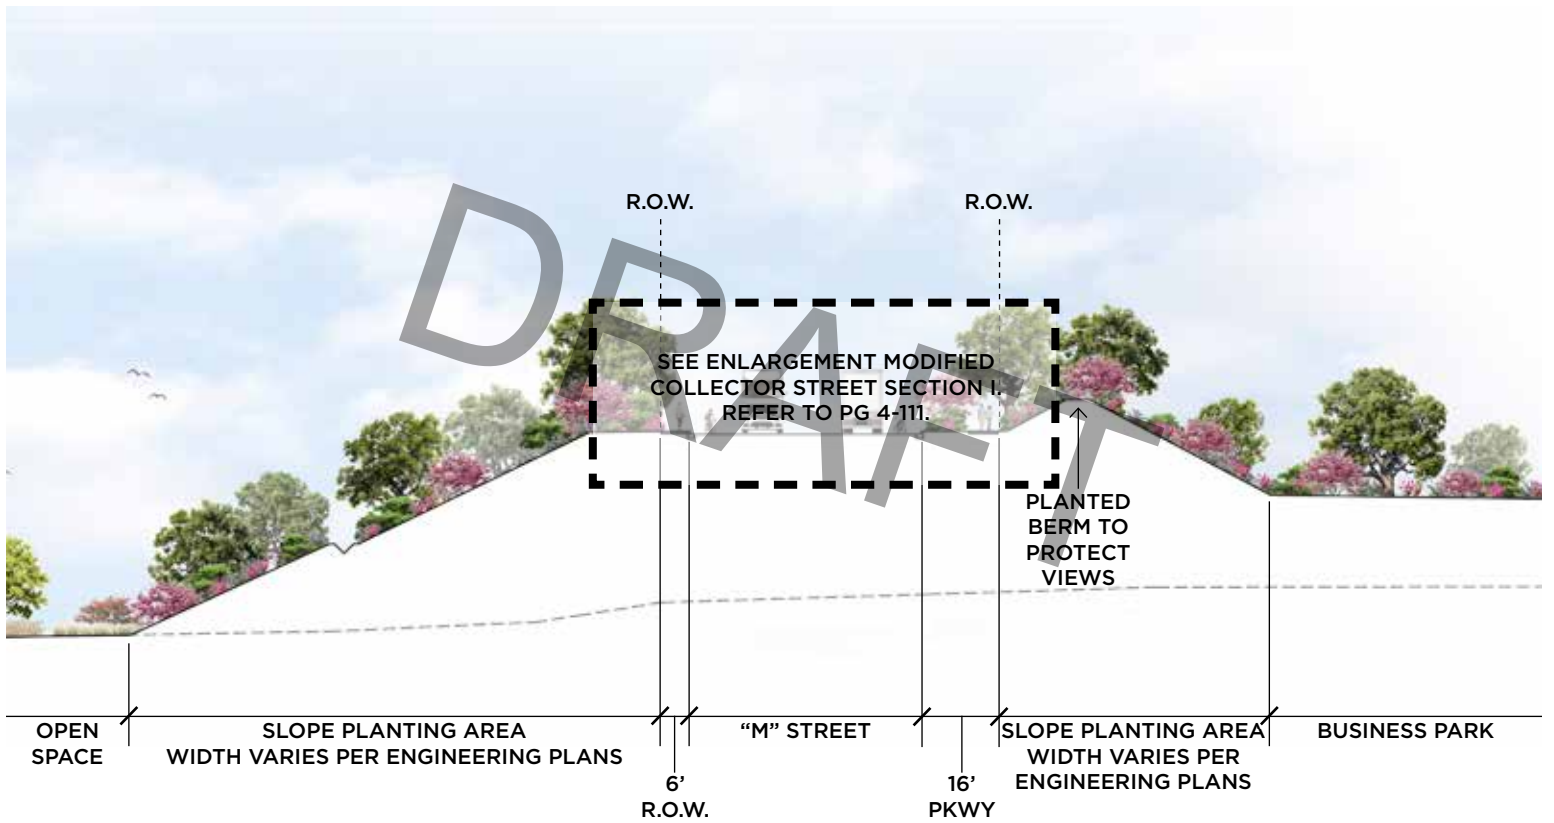 R.O.W.
R.O.W.
DRAFT
SEE ENLARGEMENT MODIFIED
COLLECTOR STREET SECTION I.
REFER TO PG 4-111.
PLANTED
BERM TO
PROTECT
VIEWS
OPEN
SPACE
SLOPE PLANTING AREA
WIDTH VARIES PER ENGINEERING PLANS
6’
R.O.W.
“M” STREET
16’
PKWY
SLOPE PLANTING AREA
WIDTH VARIES PER
ENGINEERING PLANS
BUSINESS PARK